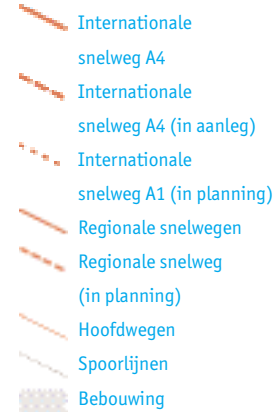 Internationale
snelweg A4
Internationale
snelweg A4 (in aanleg)
Internationale
snelweg A1 (in planning)
Regionale snelwegen
Regionale snelweg
(in planning)
Hoofdwegen
Spoorlijnen
Bebouwing